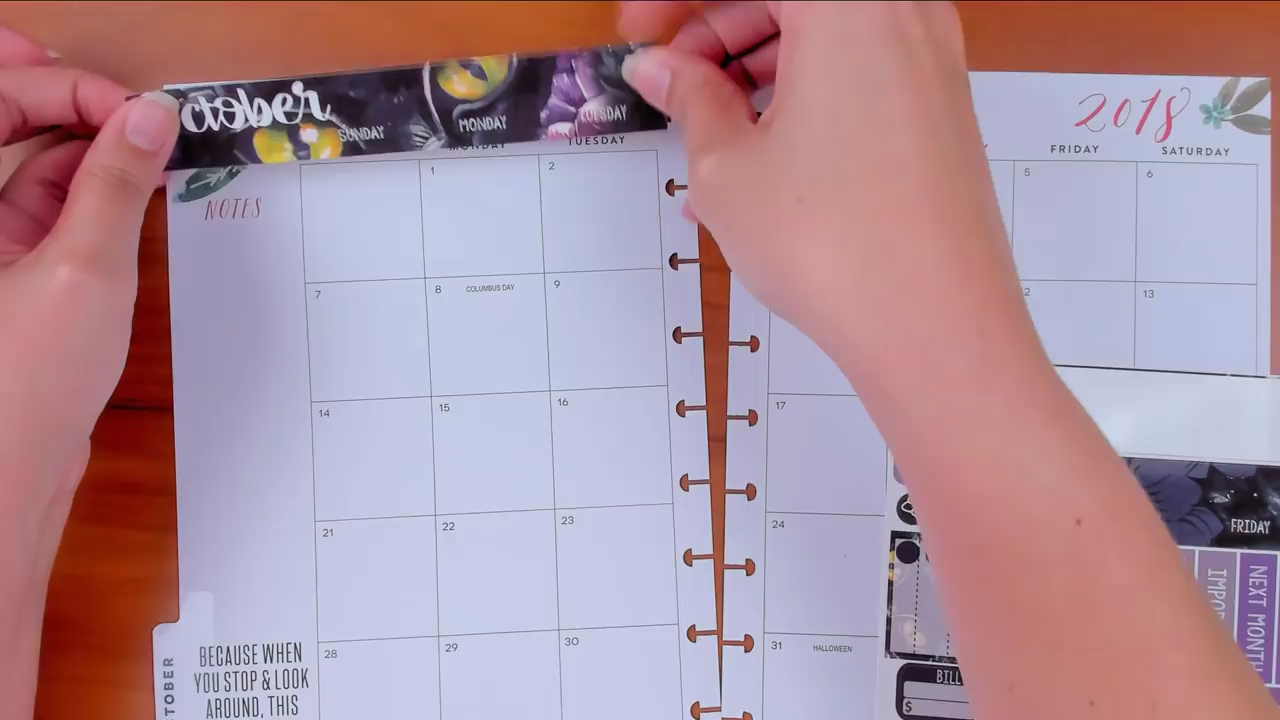 ctober
SUNDAY MONDAY TUESDAY
2018
TUESDAY
FRIDAY SATURDAY
NOTES
1 2 5 6
7 8 COLUMBUS DAY 9 13
14 15 16 17
21 22 23 24
28 29 30 31 HALLOWEEN
BECAUSE WHEN
YOU STOP & LOOK
AROUND, THIS
TOBER
FRIDAY
NEXT MONTH
BILL
$